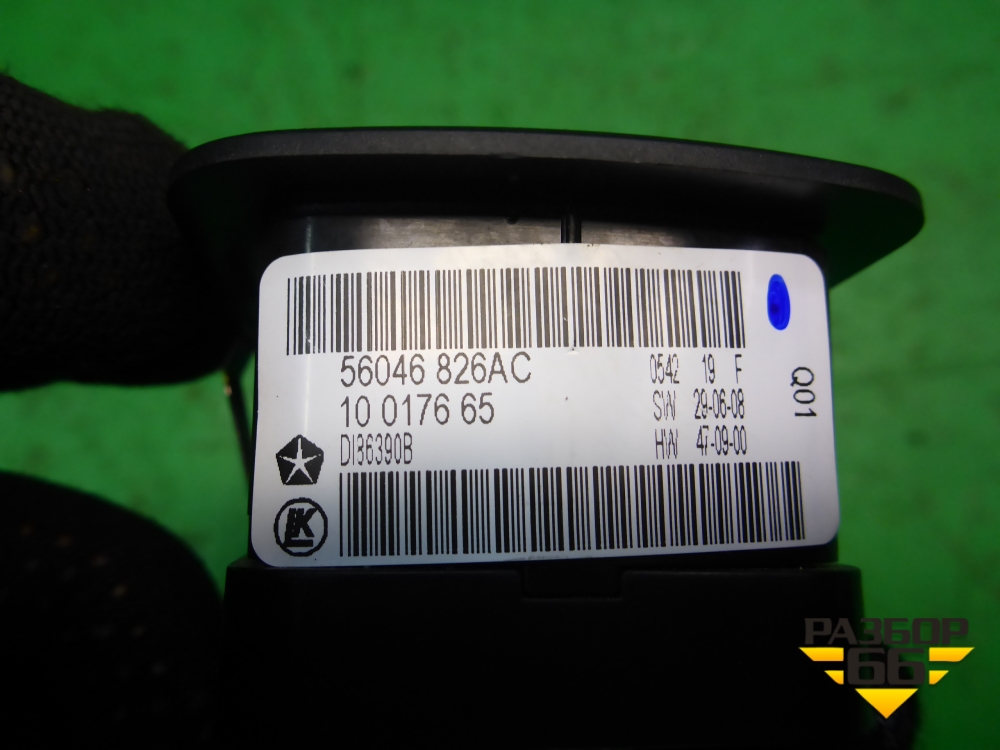 56046 826AC
10 0176 65
DI36390B
0542 19 F
SW 29-06-08
HW 47-09-00
Q01
LK
РАЗБОР
66